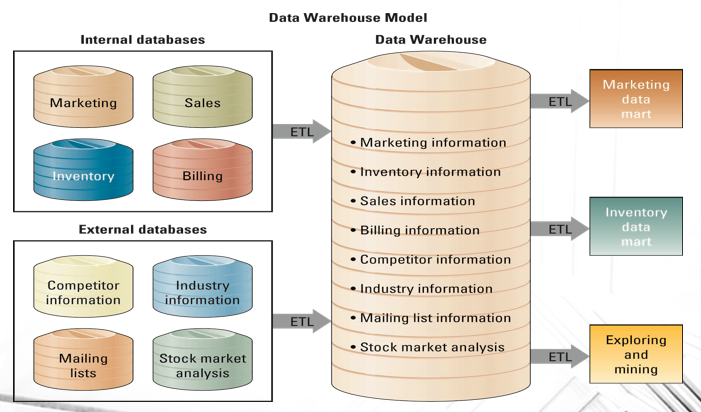 Data Warehouse Model
Internal databases
Marketing
Sales
Inventory
Billing
External databases
Competitor
information
Industry
information
Mailing
lists
Stock market
analysis
ETL
ETL
Data Warehouse
• Marketing information
• Inventory information
• Sales information
• Billing information
• Competitor information
• Industry information
• Mailing list information
• Stock market analysis
ETL
Marketing
data
mart
ETL
Inventory
data
mart
ETL
Exploring
and
mining